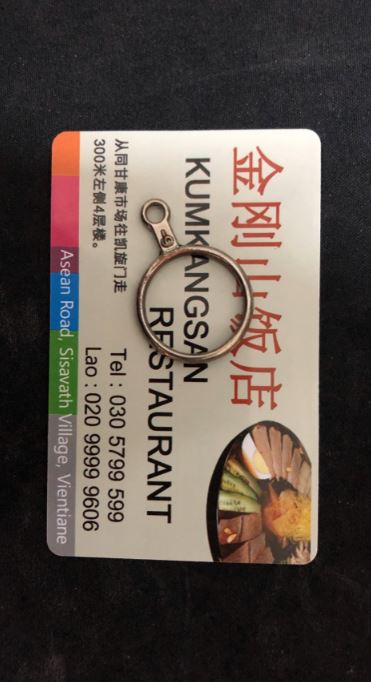 金刚山饭店
KUMKANGSAN
RESTAURANT
从同甘康市场往凯旋门走
300米左侧4层楼。
Tel : 030 5799 599
Lao : 020 9999 9606
Asean Road, Sisavath Village, Vientiane